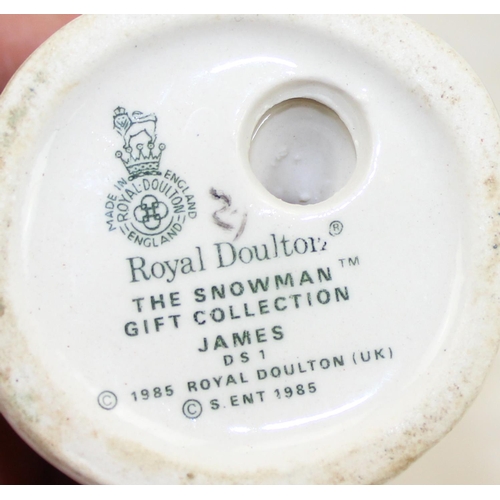 MADE IN ENGLAND
ROYAL·DOULTON
ENGLAND
21
Royal Doulton®
THE SNOWMAN™
GIFT COLLECTION
JAMES
DS 1
© 1985 ROYAL DOULTON (UK)
© S.ENT 1985